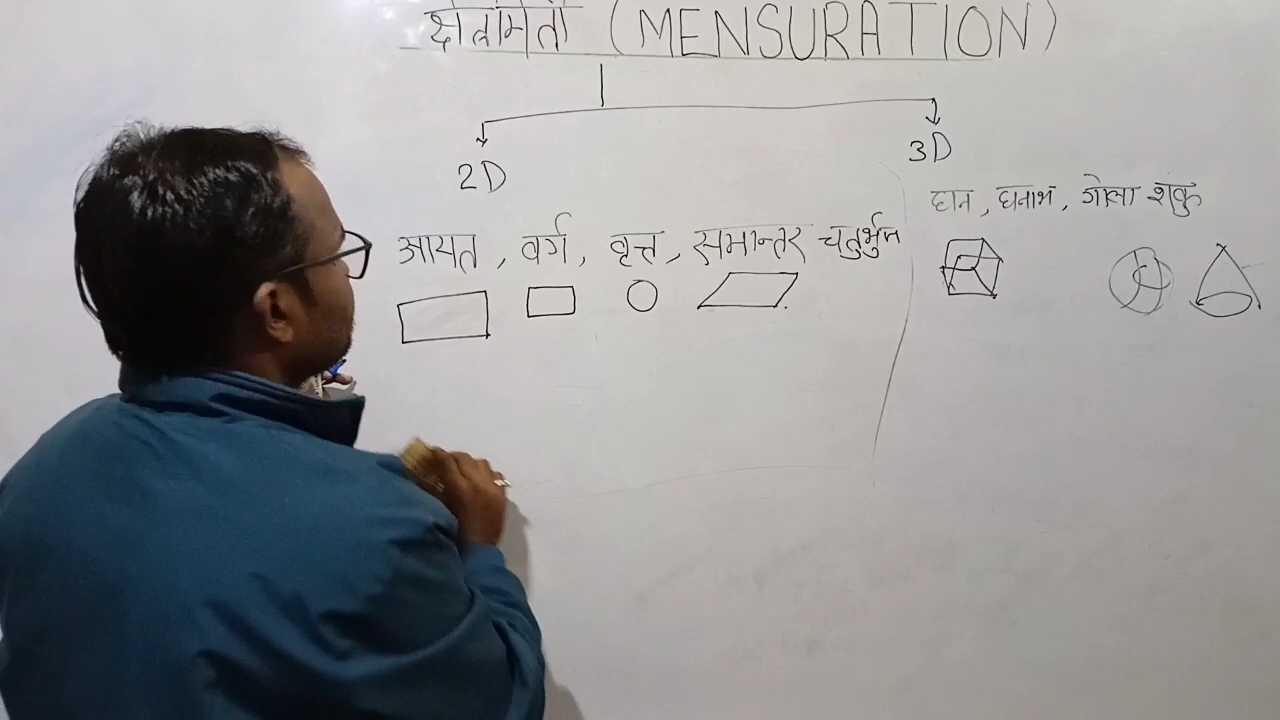 क्षेत्रमिती (MENSURATION)
2D
3D
आयत, वर्ग, वृत्त, समान्तर चतुर्भुज
घन, घनाभ, गोला शंकु